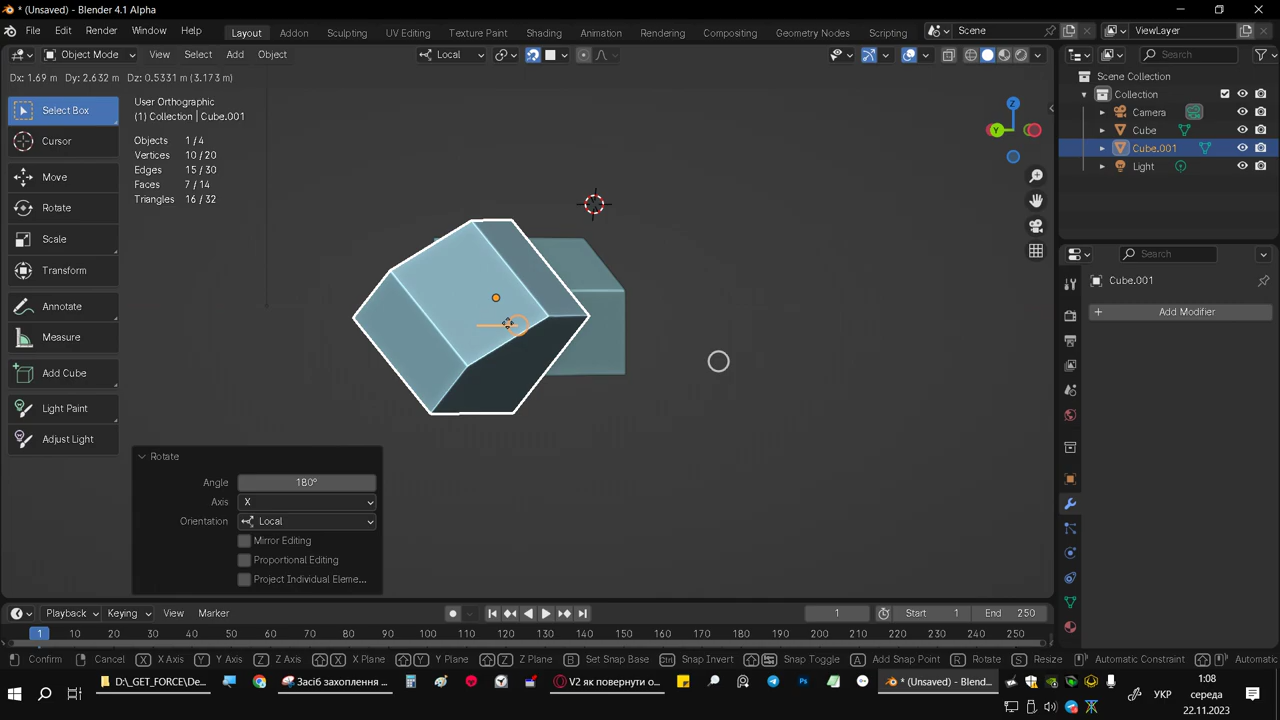 * (Unsaved) - Blender 4.1 Alpha
File Edit Render Window Help Layout Addon Sculpting UV Editing Texture Paint Shading Animation Rendering Compositing Geometry Nodes Scripting Scene ViewLayer
Object Mode View Select Add Object Local Search
Dx: 1.69 m Dy: 2.632 m Dz: 0.5331 m (3.173 m)
Scene Collection
Collection
Camera
Cube
Cube.001
Light
User Orthographic
(1) Collection | Cube.001
Objects 1/4
Vertices 10/20
Edges 15/30
Faces 7/14
Triangles 16/32
Z
Y
Select Box
Cursor
Move
Rotate
Scale
Transform
Annotate
Measure
Add Cube
Light Paint
Adjust Light
Search
Cube.001
Add Modifier
Rotate
Angle 180°
Axis X
Orientation Local
Mirror Editing
Proportional Editing
Project Individual Eleme...
Playback Keying View Marker 1 Start 1 End 250
1 10 20 30 40 50 60 70 80 90 100 110 120 130 140 150 160 170 180 190 200 210 220 230 240 250
Confirm Cancel X X Axis Y Y Axis Z Z Axis X X Plane Y Y Plane Z Z Plane B Set Snap Base Snap Invert Snap Toggle A Add Snap Point R Rotate S Resize Automatic Constraint Automatic
D:\_GET_FORCE\De... Засіб захоплення ... V2 як повернути о... * (Unsaved) - Blend...
УКР
1:08
середа
22.11.2023